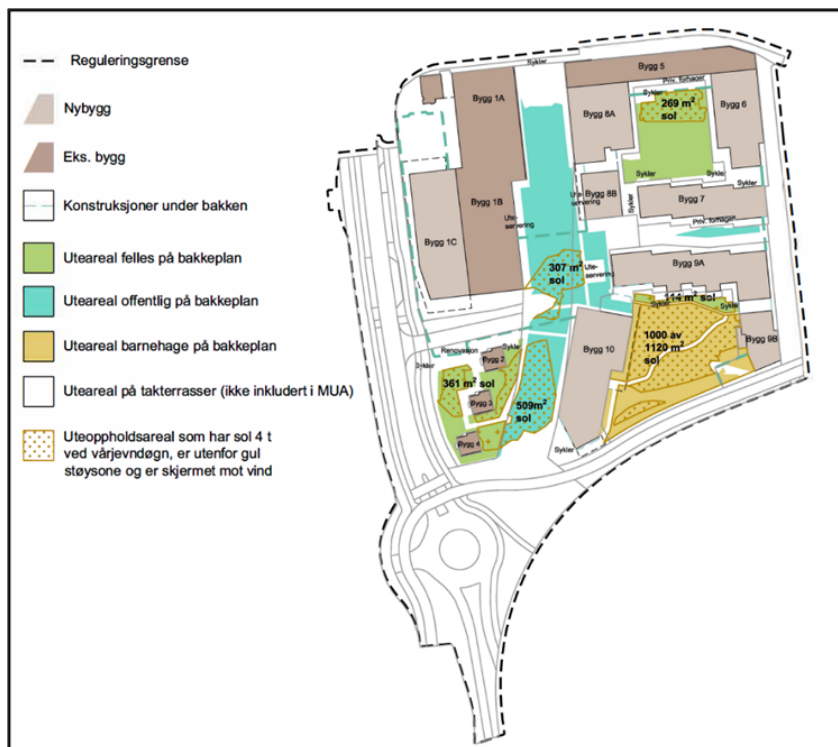 Reguleringsgrense
Nybygg
Eks. bygg
Konstruksjoner under bakken
Uteareal felles på bakkeplan
Uteareal offentlig på bakkeplan
Uteareal barnehage på bakkeplan
Uteareal på takterrasser (ikke inkludert i MUA)
Uteoppholdsareal som har sol 4 t
ved vårjevndøgn, er utenfor gul
støysone og er skjermet mot vind
Sykler
Bygg 5
Priv. forhager
Bygg 1A
Sykler
Bygg 8A
269 m²
sol
Bygg 6
Sykler
Sykle
Sykler
Bygg 1B
Ute-
servering
Bygg 8B
Sykler
Bygg 7
Ute-
servering
Priv. forhager
Bygg 1C
307 m²
sol
Ute-
servering
Bygg 9A
114 m² sol
Sykler
Sykler
1000 av
1120 m²
sol
Bygg 9B
Renovasjon
Sykle
Sykler
Bygg 2
Bygg 10
361 m² sol
Bygg 3
509m²
sol
Bygg 4
Sykler